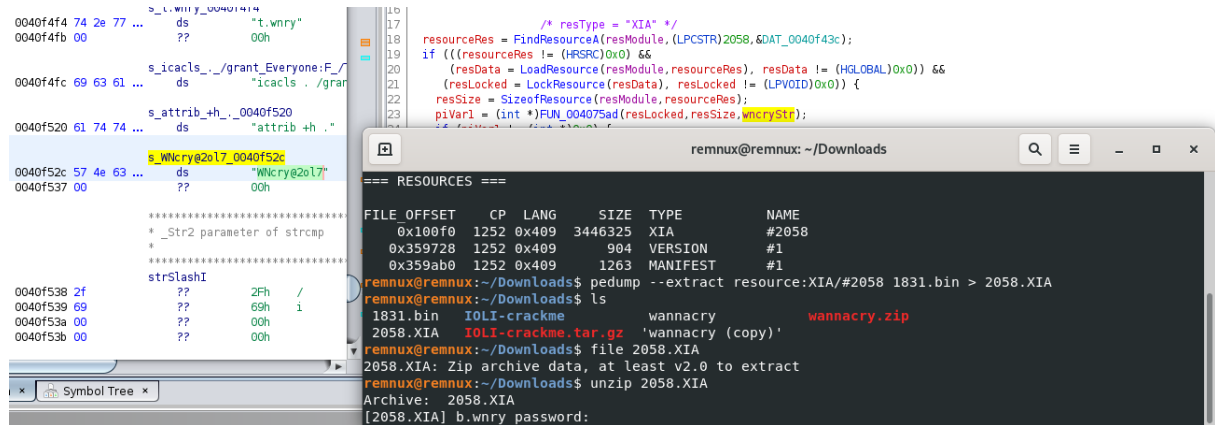 s_t.wnry_0040f4f4
0040f4f4 74 2e 77 ... ds "t.wnry"
0040f4fb 00 ?? 00h
s_icacls_._/grant_Everyone:F_/T
0040f4fc 69 63 61 ... ds "icacls . /gran
s_attrib_+h_._0040f520
0040f520 61 74 74 ... ds "attrib +h ."
s_WNcry@2ol7_0040f52c
0040f52c 57 4e 63 ... ds "WNcry@2ol7"
0040f537 00 ?? 00h
******************************
* _Str2 parameter of strcmp
*
******************************
strSlashI
0040f538 2f ?? 2Fh /
0040f539 69 ?? 69h i
0040f53a 00 ?? 00h
0040f53b 00 ?? 00h
× Symbol Tree ×
16
17 /* resType = "XIA" */
18 resourceRes = FindResourceA(resModule,(LPCSTR)2058,&DAT_0040f43c);
19 if (((resourceRes != (HRSRC)0x0) &&
20 (resData = LoadResource(resModule,resourceRes), resData != (HGLOBAL)0x0)) &&
21 (resLocked = LockResource(resData), resLocked != (LPVOID)0x0)) {
22 resSize = SizeofResource(resModule,resourceRes);
23 piVar1 = (int *)FUN_004075ad(resLocked,resSize,wncryStr);
24 if (piVar1 != (int *)0x0) {
remnux@remnux: ~/Downloads
=== RESOURCES ===
FILE_OFFSET CP LANG SIZE TYPE NAME
0x100f0 1252 0x409 3446325 XIA #2058
0x359728 1252 0x409 904 VERSION #1
0x359ab0 1252 0x409 1263 MANIFEST #1
remnux@remnux:~/Downloads$ pedump --extract resource:XIA/#2058 1831.bin > 2058.XIA
remnux@remnux:~/Downloads$ ls
1831.bin IOLI-crackme wannacry wannacry.zip
2058.XIA IOLI-crackme.tar.gz 'wannacry (copy)'
remnux@remnux:~/Downloads$ file 2058.XIA
2058.XIA: Zip archive data, at least v2.0 to extract
remnux@remnux:~/Downloads$ unzip 2058.XIA
Archive: 2058.XIA
[2058.XIA] b.wnry password: